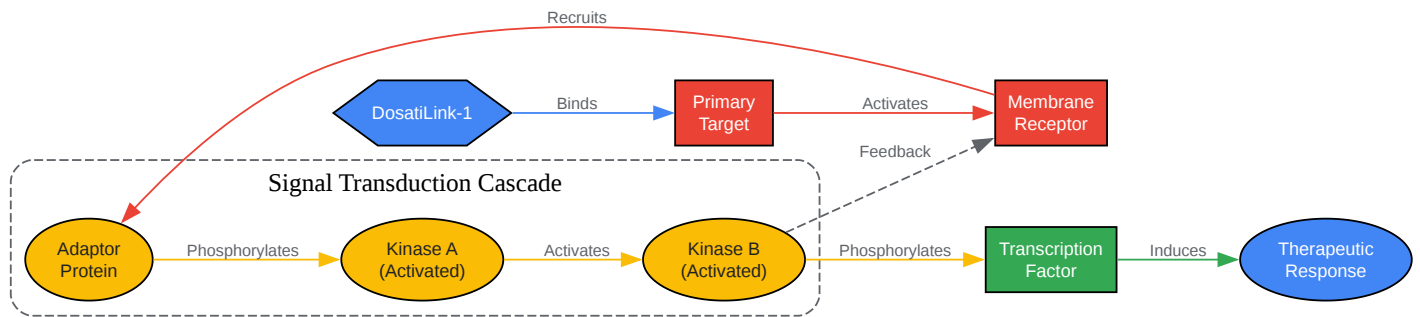 Recruits
DosatiLink-1
Binds
Primary
Target
Activates
Membrane
Receptor
Feedback
Signal Transduction Cascade
Adaptor
Protein
Phosphorylates
Kinase A
(Activated)
Activates
Kinase B
(Activated)
Phosphorylates
Transcription
Factor
Induces
Therapeutic
Response